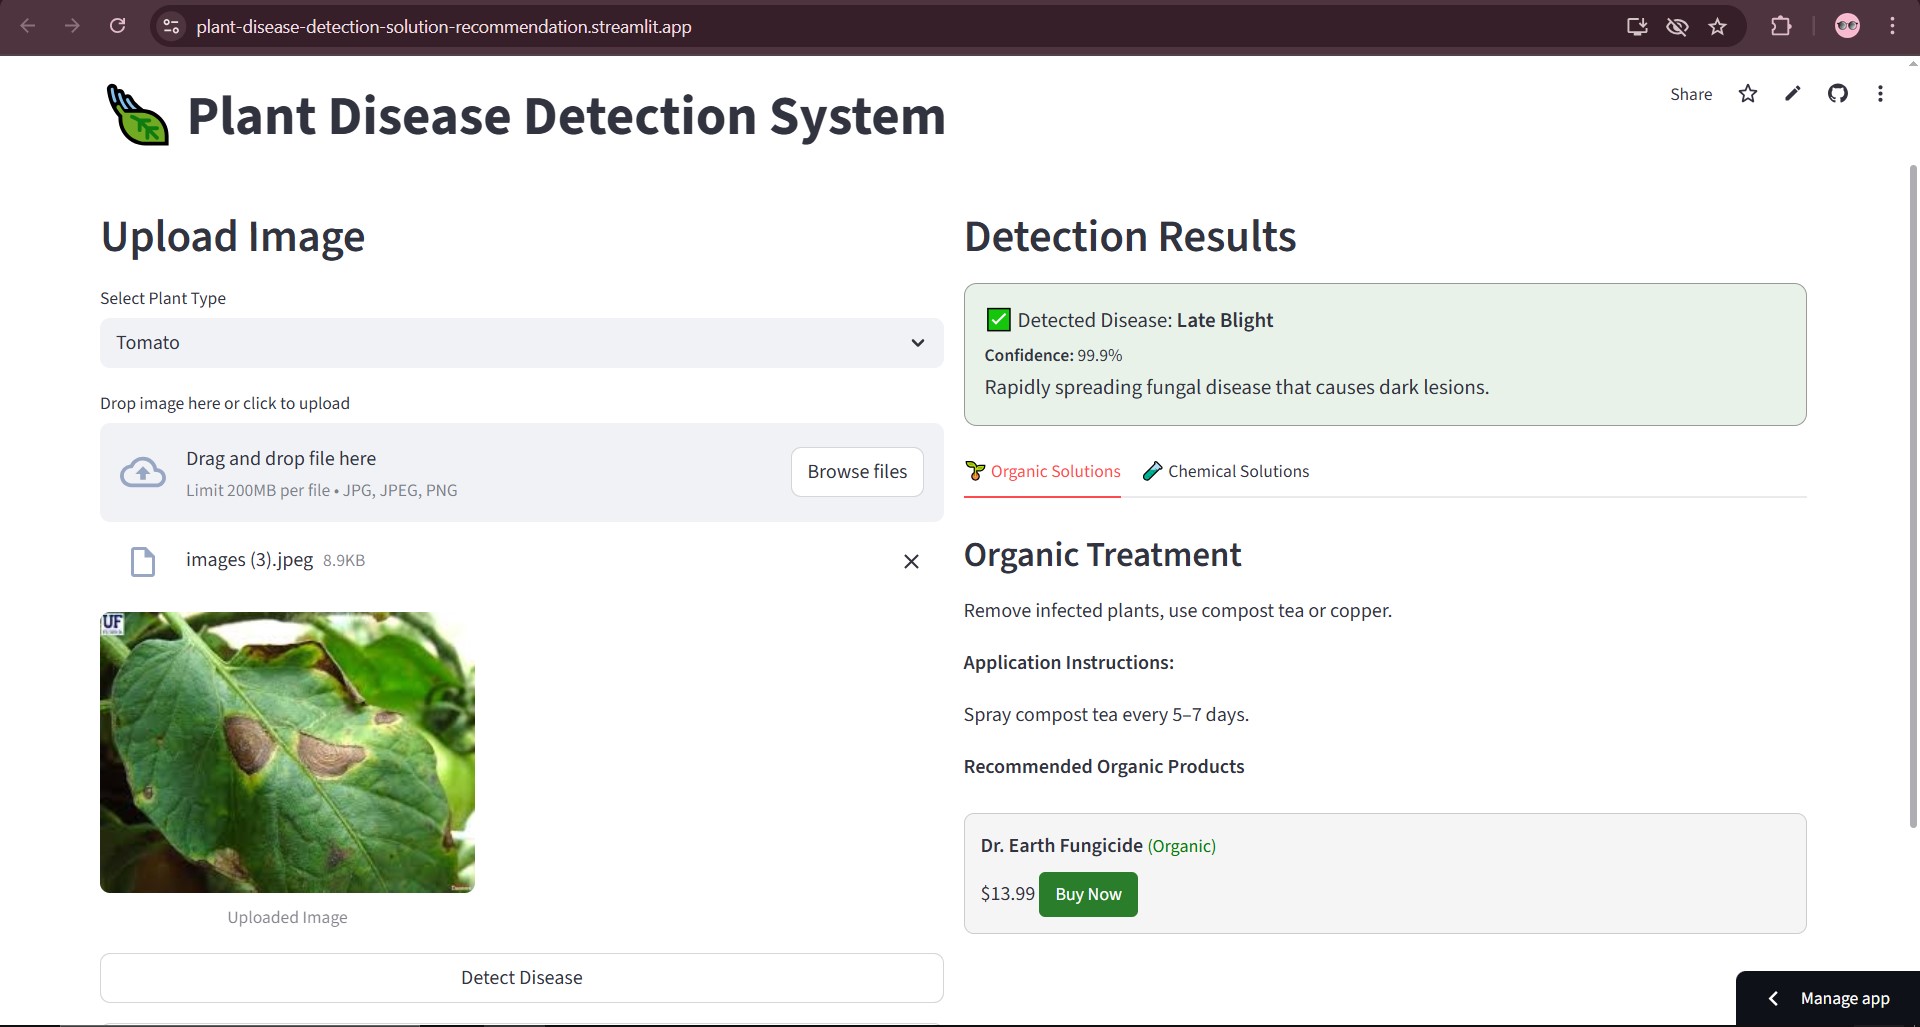 plant-disease-detection-solution-recommendation.streamlit.app
Share
Plant Disease Detection System
Upload Image
Select Plant Type
Tomato
Drop image here or click to upload
Drag and drop file here
Limit 200MB per file • JPG, JPEG, PNG
Browse files
images (3).jpeg 8.9KB
UF
Uploaded Image
Detect Disease
Detection Results
Detected Disease: Late Blight
Confidence: 99.9%
Rapidly spreading fungal disease that causes dark lesions.
Organic Solutions Chemical Solutions
Organic Treatment
Remove infected plants, use compost tea or copper.
Application Instructions:
Spray compost tea every 5–7 days.
Recommended Organic Products
Dr. Earth Fungicide (Organic)
$13.99 Buy Now
Manage app